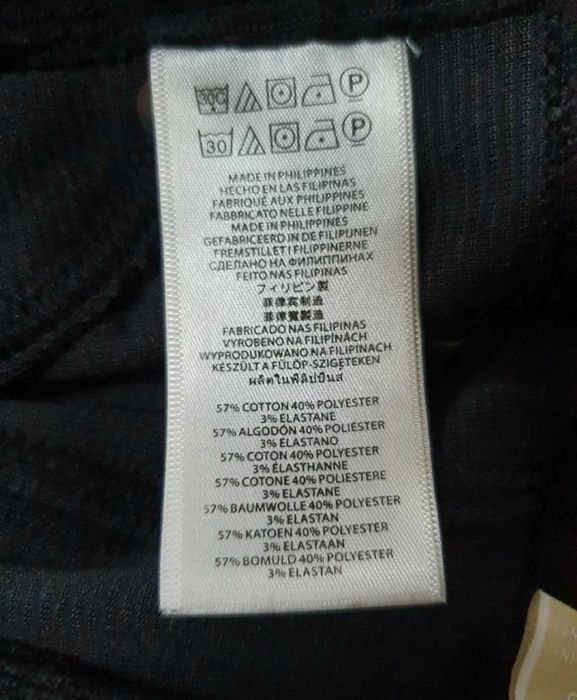 30C P
30 P
MADE IN PHILIPPINES
HECHO EN LAS FILIPINAS
FABRIQUÉ AUX PHILIPPINES
FABBRICATO NELLE FILIPPINE
MADE IN PHILIPPINES
GEFABRICEERD IN DE FILIPIJNEN
FREMSTILLET I FILIPPINERNE
СДЕЛАНО НА ФИЛИППИНАХ
FEITO NAS FILIPINAS
フィリピン製
菲律宾制造
菲律賓製造
FABRICADO NAS FILIPINAS
VYROBENO NA FILIPÍNÁCH
WYPRODUKOWANO NA FILIPINACH
KÉSZÜLT A FÜLÖP-SZIGETEKEN
ผลิตในฟิลิปปินส์
57% COTTON 40% POLYESTER
3% ELASTANE
57% ALGODÓN 40% POLIÉSTER
3% ELASTANO
57% COTON 40% POLYESTER
3% ÉLASTHANNE
57% COTONE 40% POLIESTERE
3% ELASTANE
57% BAUMWOLLE 40% POLYESTER
3% ELASTAN
57% KATOEN 40% POLYESTER
3% ELASTAAN
57% BOMULD 40% POLYESTER
3% ELASTAN